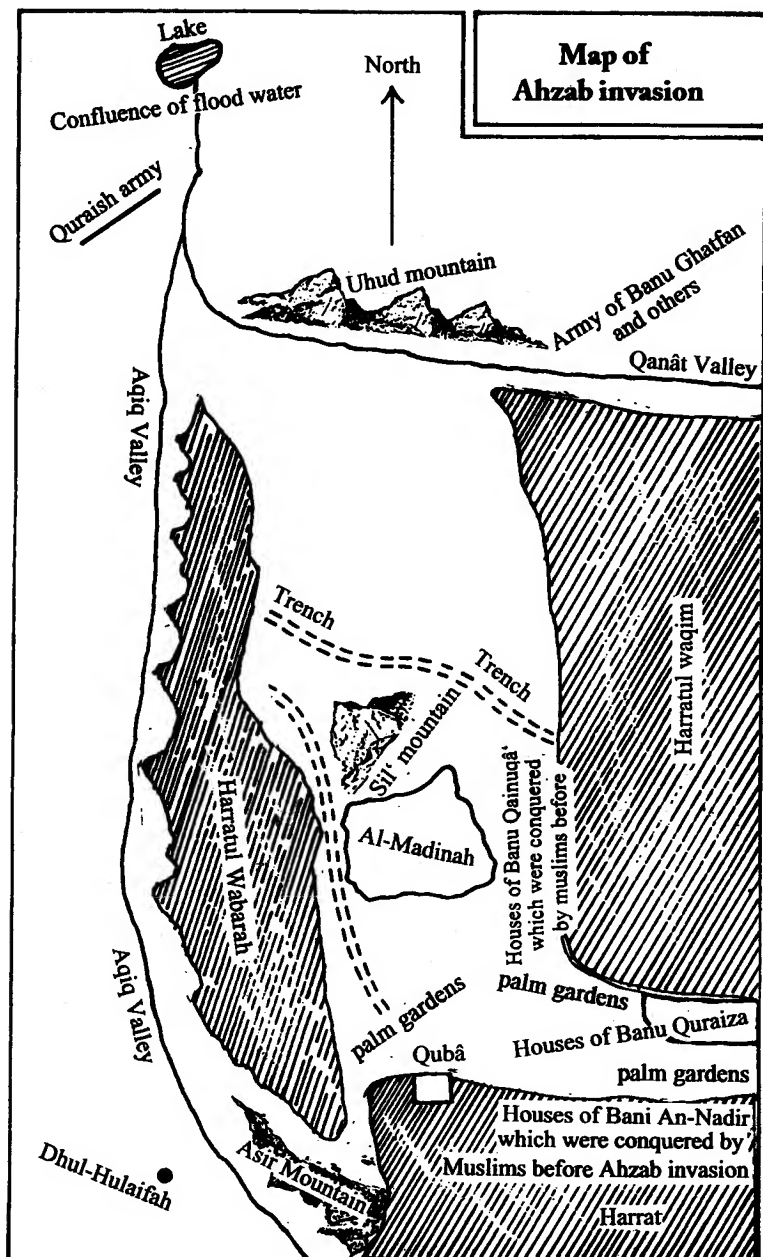 Map of
Ahzab invasion
Lake
Confluence of flood water
North
Quraish army
Uhud mountain
Army of Banu Ghatfan
and others
Qanât Valley
Aqiq Valley
Trench
Trench
Harratul waqim
Sil‘ mountain
Harratul Wabarah
Al-Madinah
Houses of Banu Qainuqâ‘
which were conquered
by muslims before
Aqiq Valley
palm gardens
palm gardens
Houses of Banu Quraiza
Qubâ
palm gardens
Houses of Bani An-Nadir
which were conquered by
Muslims before Ahzab invasion
Dhul-Hulaifah
Asir Mountain
Harrat